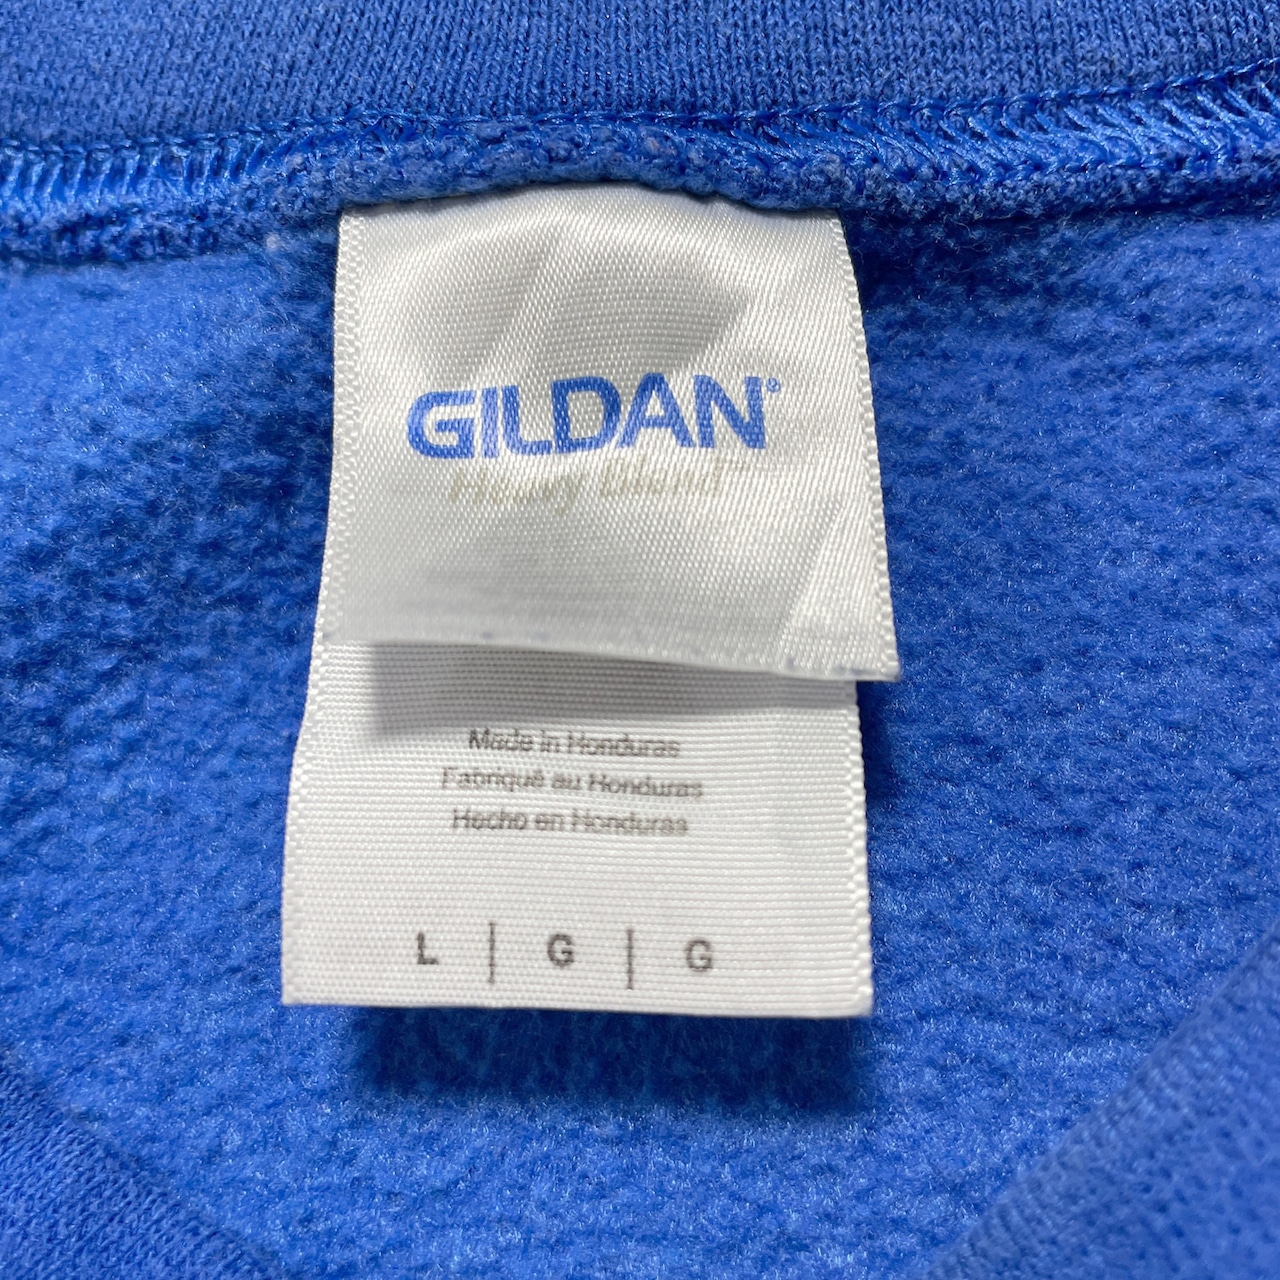 GILDAN®
Heavy Blend™
Made in Honduras
Fabriqué au Honduras
Hecho en Honduras
L | G | G